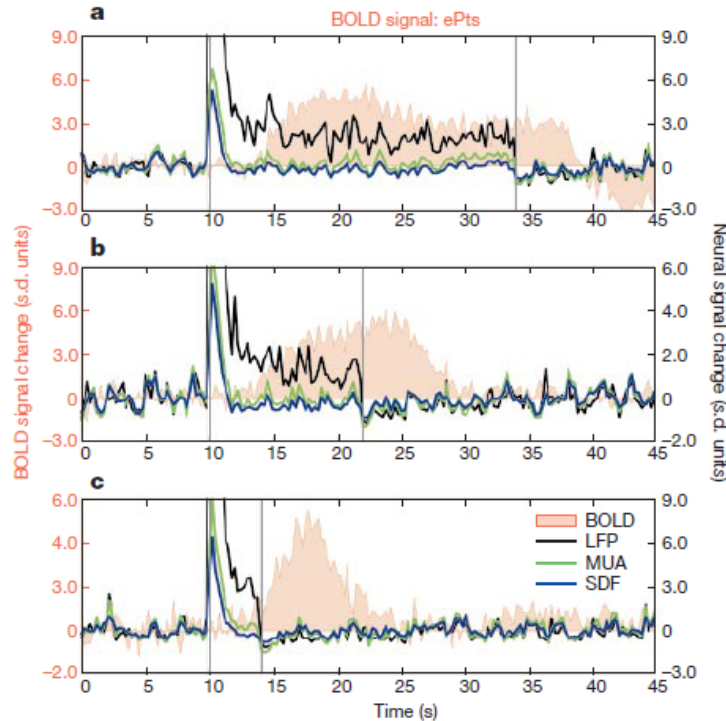 a
BOLD signal: ePts
9.0 9.0
6.0 6.0
3.0 3.0
0 0
−3.0 −3.0
0 5 10 15 20 25 30 35 40 45
b
9.0 6.0
6.0 4.0
3.0 2.0
0 0
−3.0 −2.0
0 5 10 15 20 25 30 35 40 45
c
6.0 9.0
4.0 6.0
3.0 3.0
0 0
−2.0 −3.0
0 5 10 15 20 25 30 35 40 45
BOLD
LFP
MUA
SDF
Time (s)
BOLD signal change (s.d. units)
Neural signal change
(s.d. units)